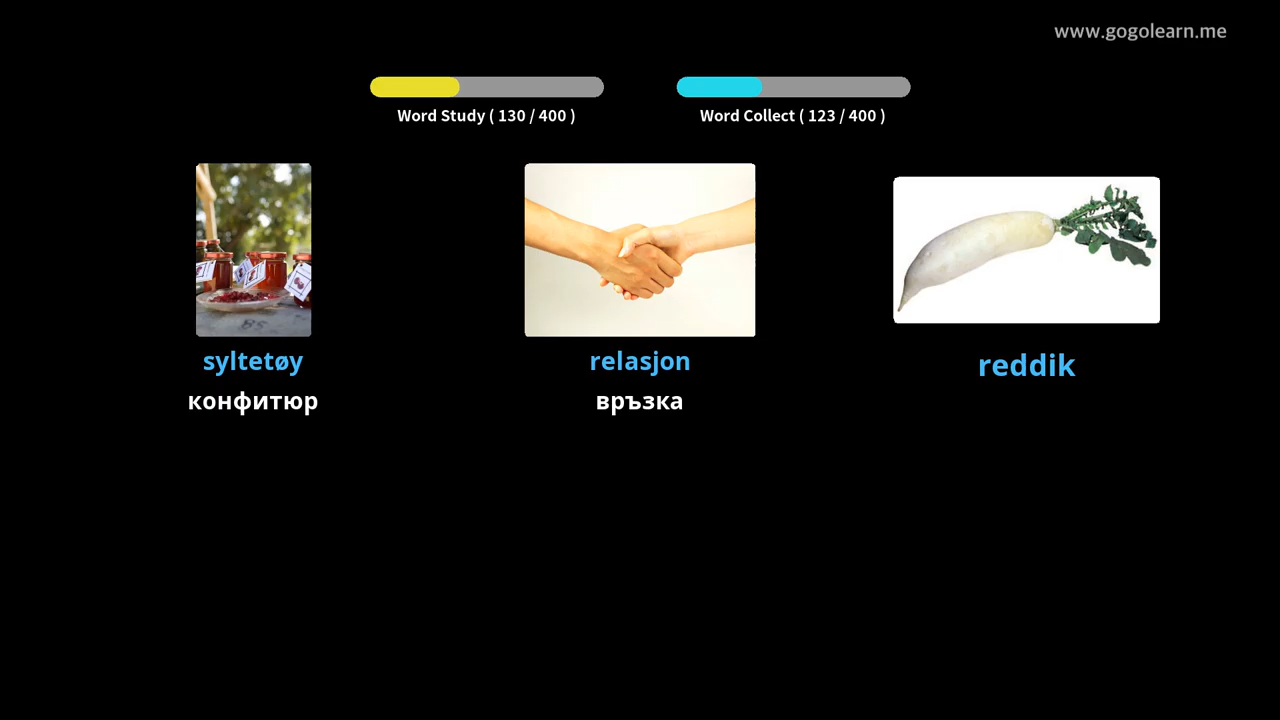 www.gogolearn.me
Word Study ( 130 / 400 )
Word Collect ( 123 / 400 )
syltetøy
relasjon
reddik
конфитюр
връзка